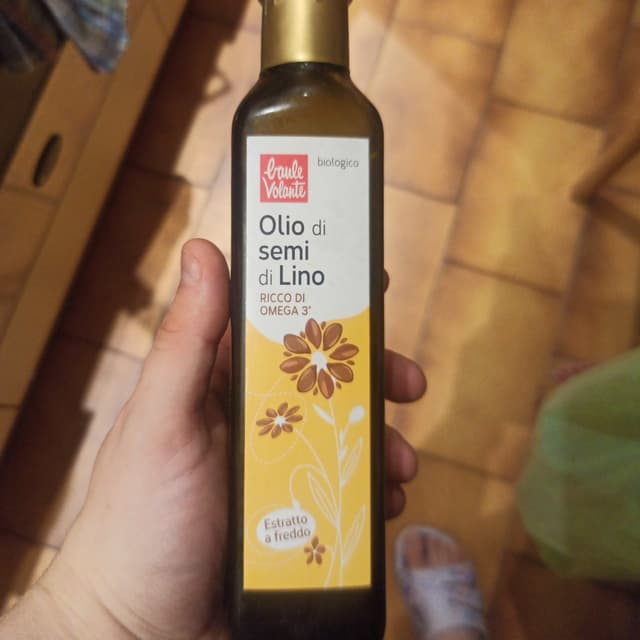 baule
volante
biologico
Olio di
semi
di Lino
RICCO DI
OMEGA 3*
Estratto
a freddo